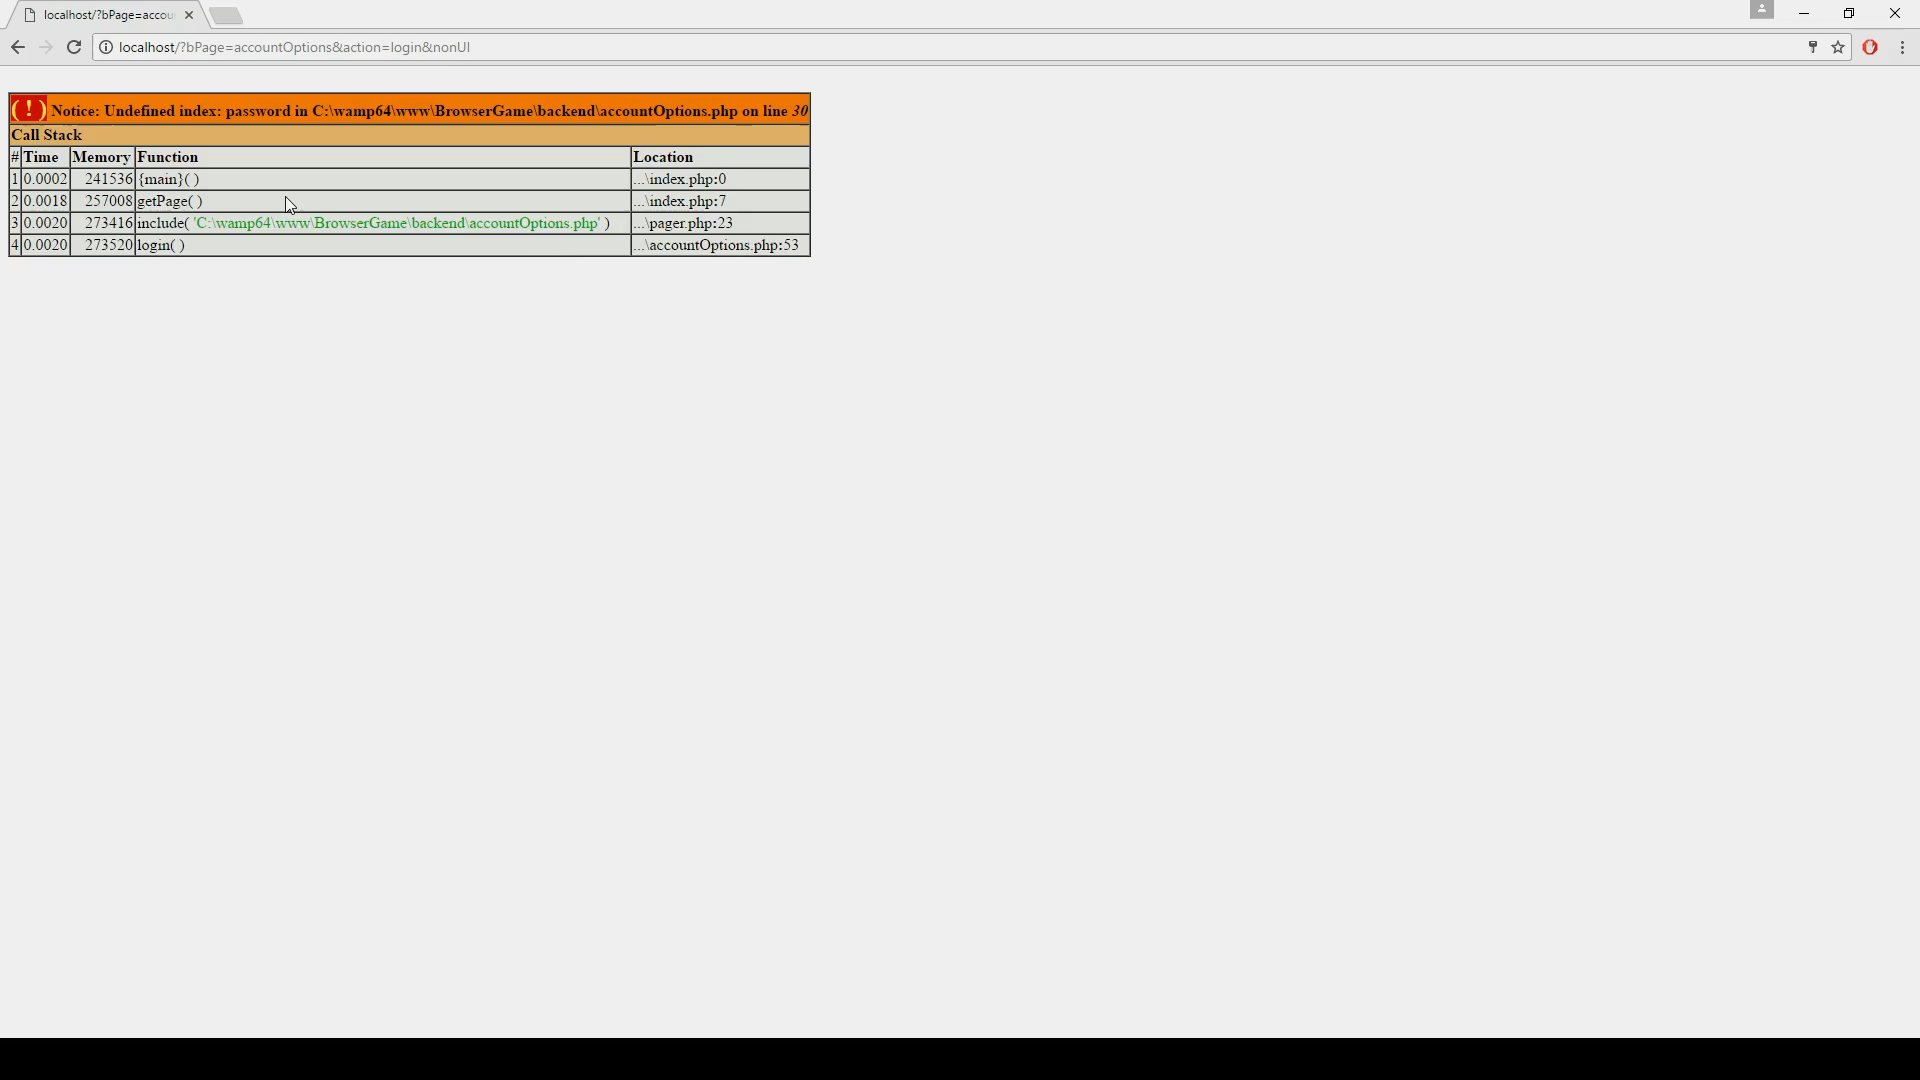 localhost/?bPage=accou
localhost/?bPage=accountOptions&action=login&nonUI
( ! ) Notice: Undefined index: password in C:\wamp64\www\BrowserGame\backend\accountOptions.php on line 30
Call Stack
# Time Memory Function Location
1 0.0002 241536 {main}( ) ...\index.php:0
2 0.0018 257008 getPage( ) ...\index.php:7
3 0.0020 273416 include( 'C:\wamp64\www\BrowserGame\backend\accountOptions.php' ) ...\pager.php:23
4 0.0020 273520 login( ) ...\accountOptions.php:53